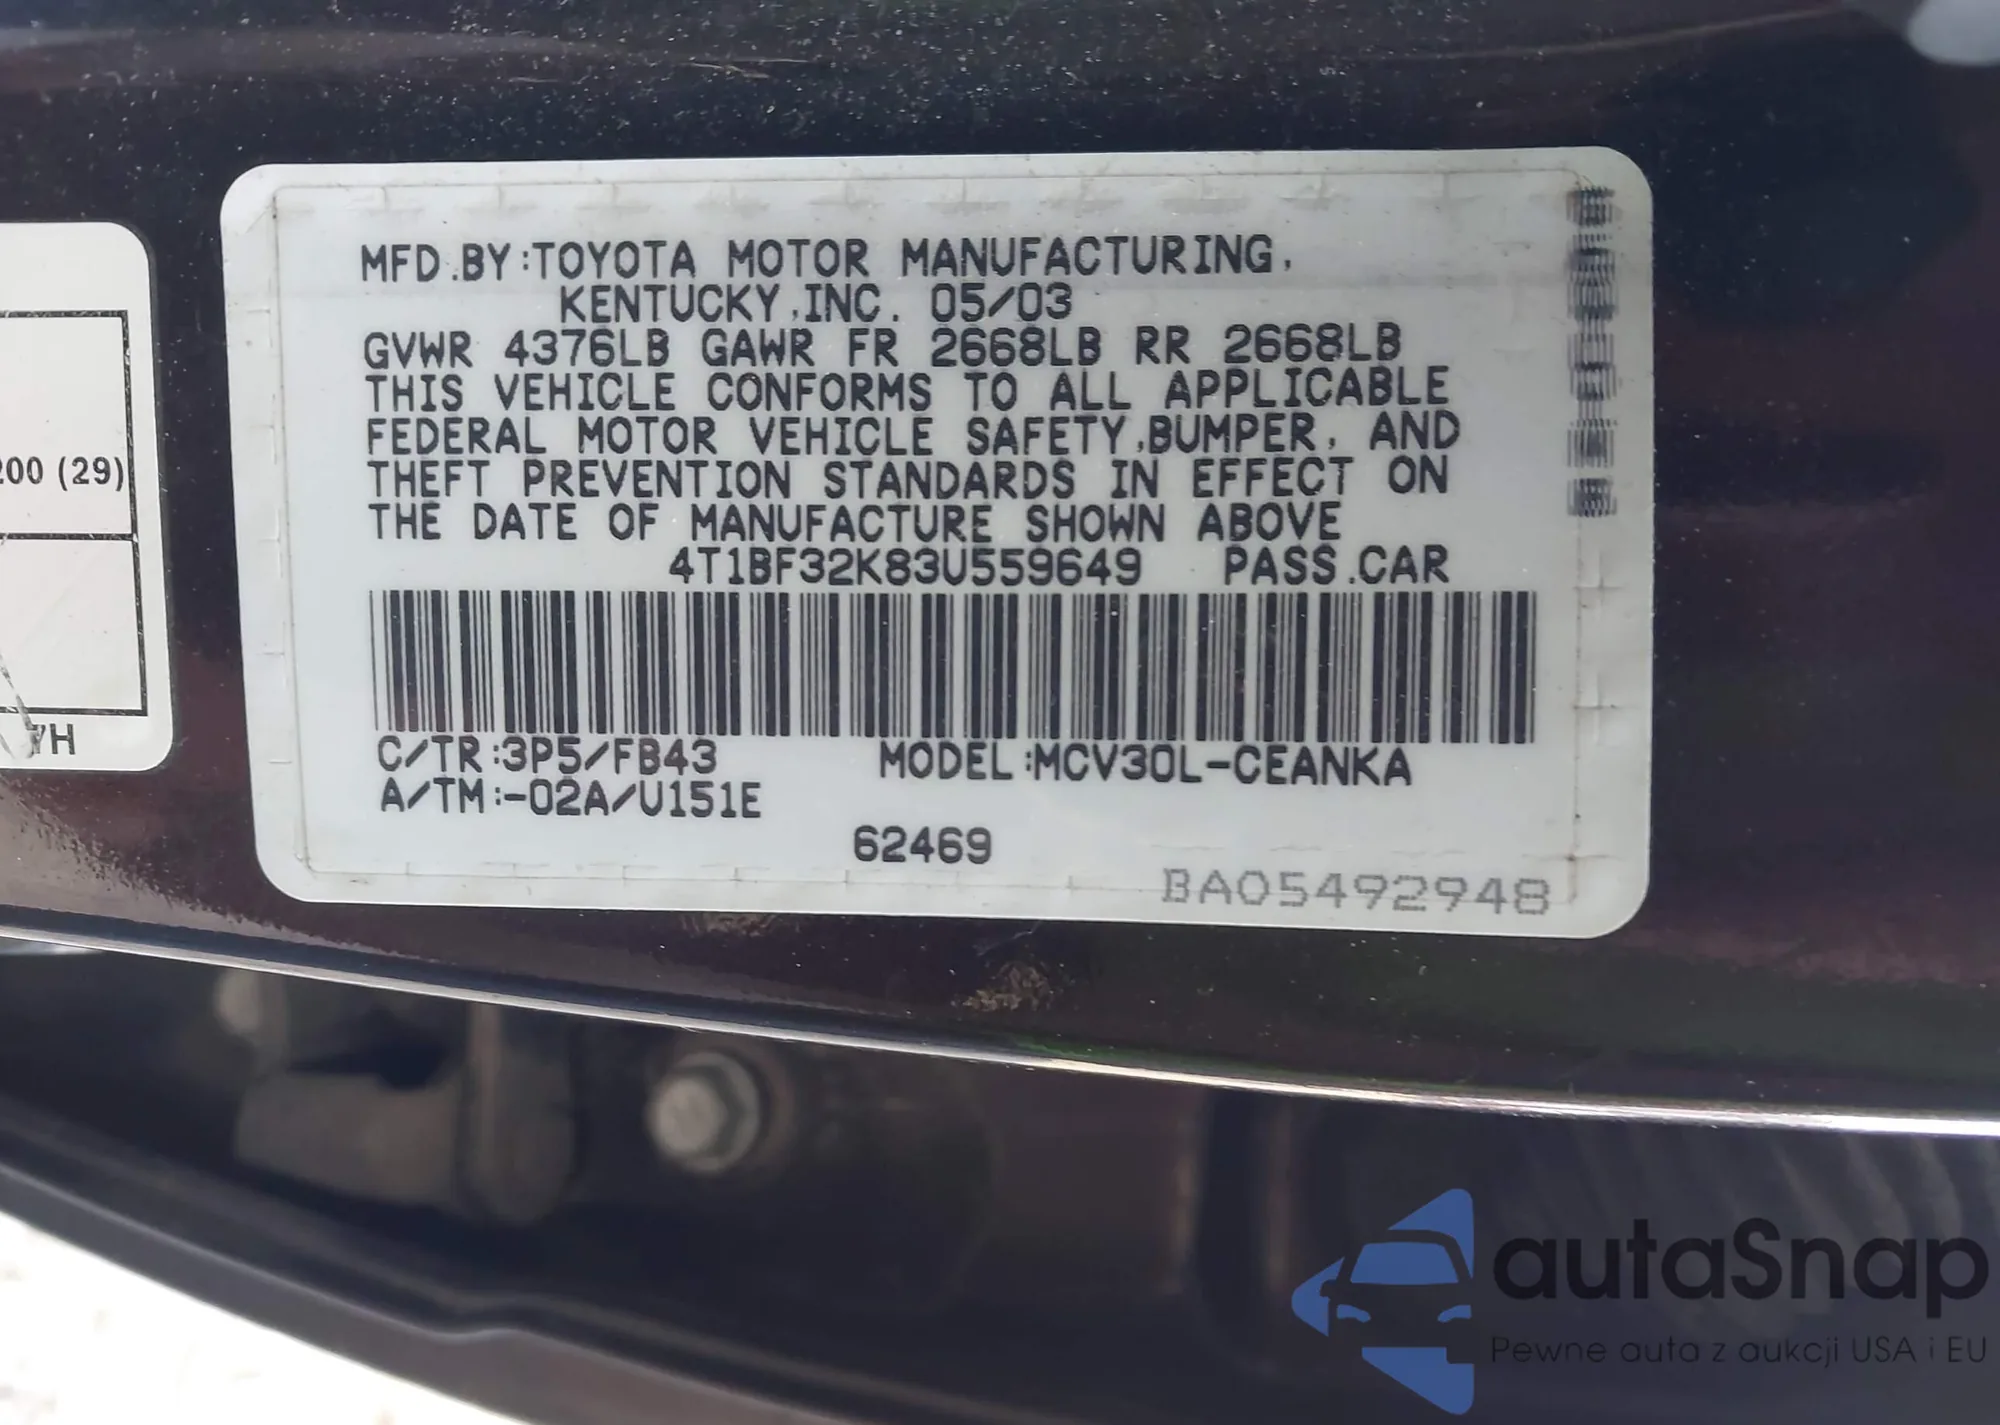 MFD.BY:TOYOTA MOTOR MANUFACTURING,
KENTUCKY,INC. 05/03
GVWR 4376LB GAWR FR 2668LB RR 2668LB
THIS VEHICLE CONFORMS TO ALL APPLICABLE
FEDERAL MOTOR VEHICLE SAFETY,BUMPER, AND
THEFT PREVENTION STANDARDS IN EFFECT ON
THE DATE OF MANUFACTURE SHOWN ABOVE
4T1BF32K83U559649 PASS.CAR
C/TR:3P5/FB43 MODEL:MCV30L-CEANKA
A/TM:-02A/U151E
62469
BA05492948
200 (29)
7H
autoSnap
Pewne auta z aukcji USA i EU